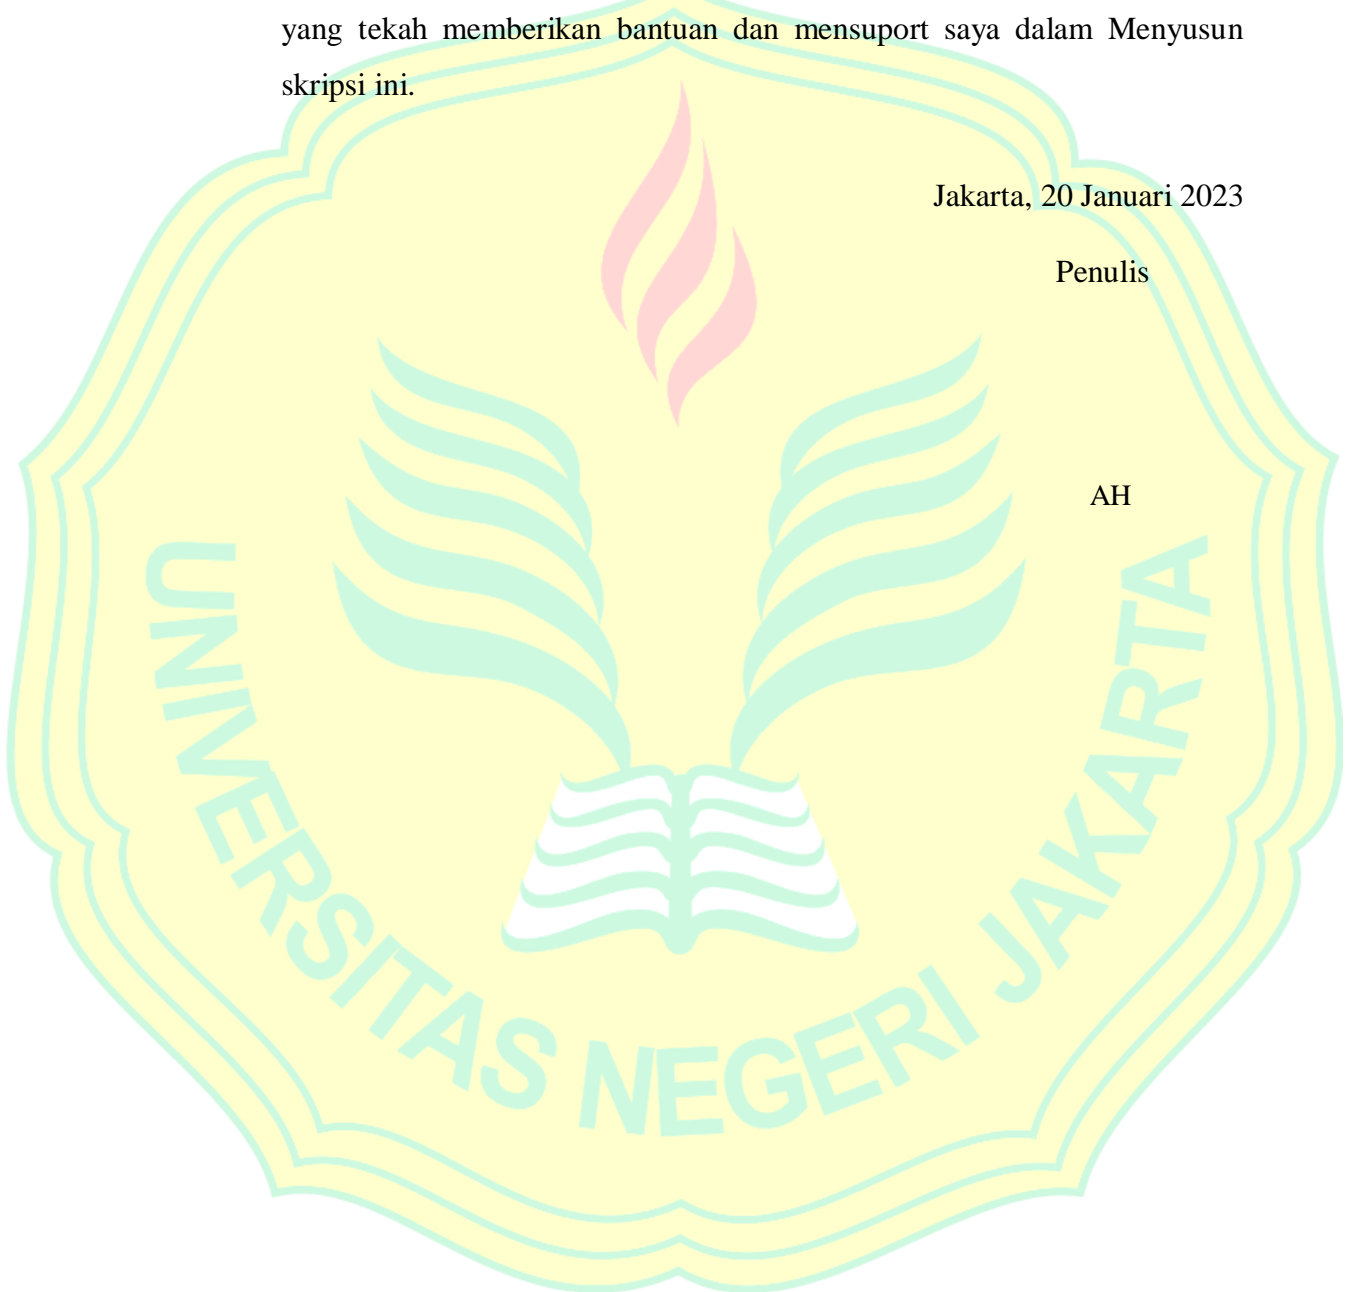 yang tekah memberikan bantuan dan mensuport saya dalam Menyusun
skripsi ini.
Jakarta, 20 Januari 2023
Penulis
AH
UNIVERSITAS NEGERI JAKARTA